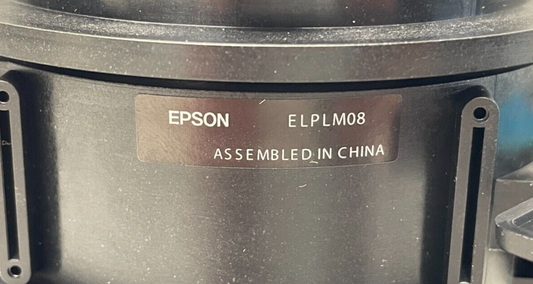 EPSON ELPLM08
ASSEMBLED IN CHINA